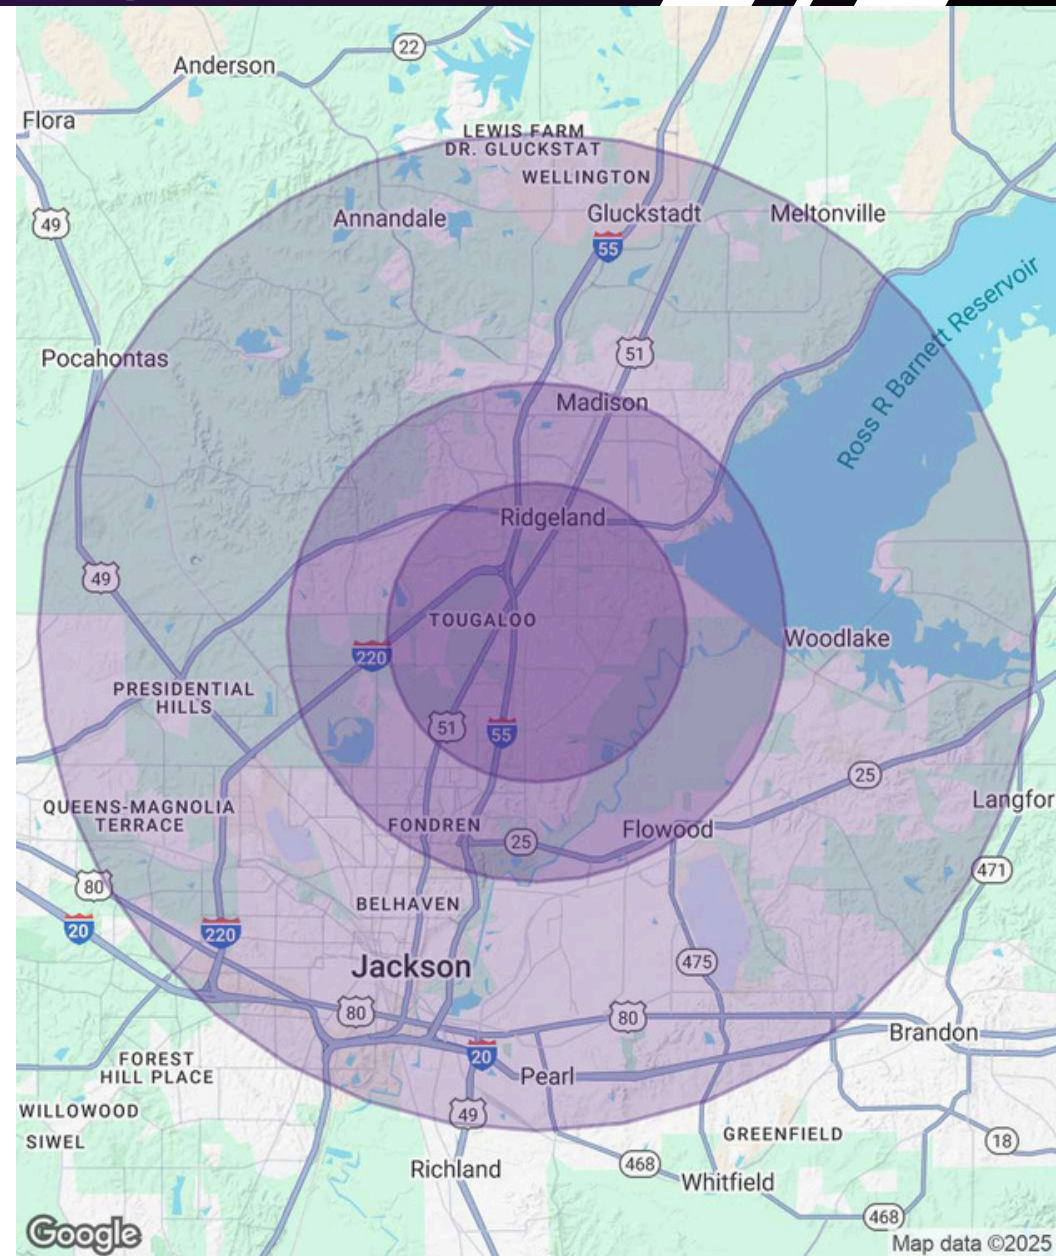 22
Anderson
Flora
LEWIS FARM
DR. GLUCKSTAT
WELLINGTON
49
Annandale
Gluckstadt
Meltonville
55
Ross R Barnett Reservoir
51
Pocahontas
Madison
Ridgeland
49
TOUGALOO
Woodlake
220
PRESIDENTIAL
HILLS
51
55
25
QUEENS-MAGNOLIA
TERRACE
Langfor
FONDREN
Flowood
25
471
80
BELHAVEN
20
220
Jackson
475
80
80
Brandon
20
FOREST
HILL PLACE
Pearl
WILLOWOOD
49
SIWEL
GREENFIELD
18
Richland
468
Whitfield
468
Google
Map data ©2025